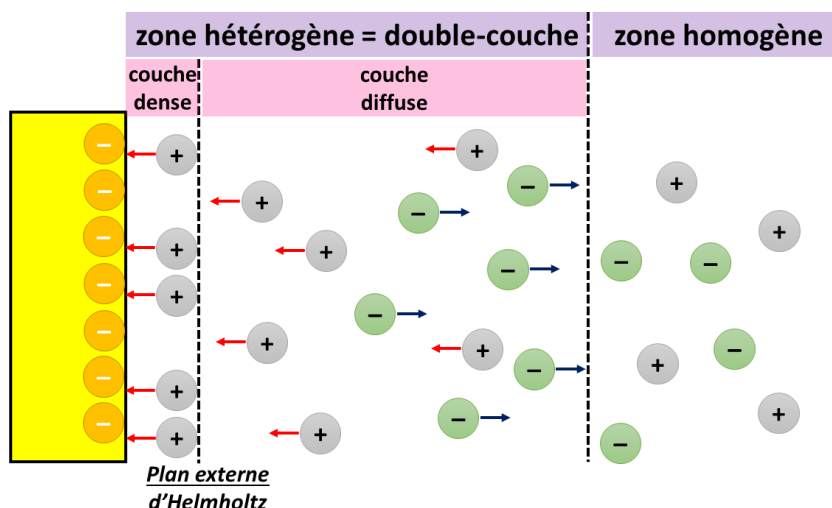 zone hétérogène = double-couche
zone homogène
couche
dense
couche
diffuse
Plan externe
d'Helmholtz